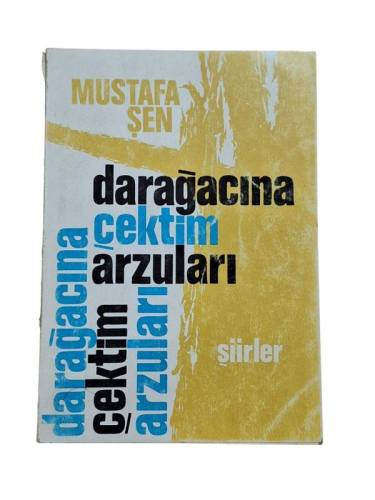 MUSTAFA
ŞEN
darağacına
çektim
arzuları
darağacına
çektim
arzuları
şiirler